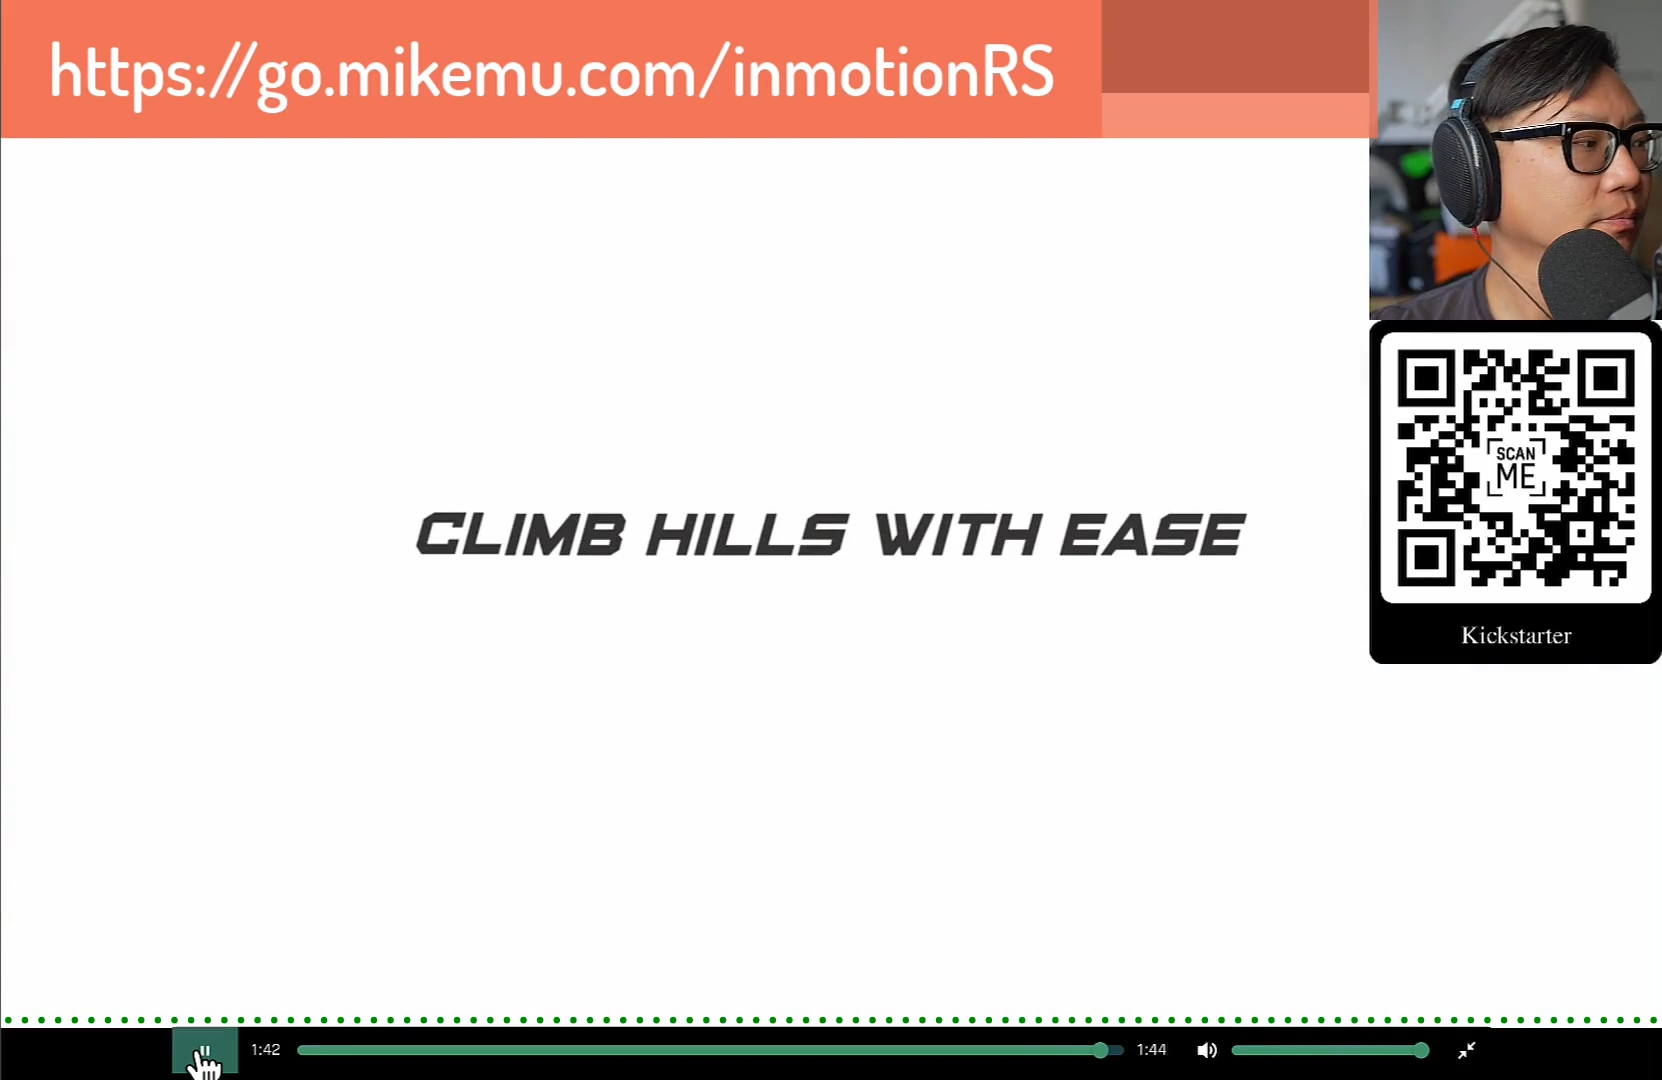 https://go.mikemu.com/inmotionRS
SCAN
ME
CLIMB HILLS WITH EASE
Kickstarter
1:42
1:44